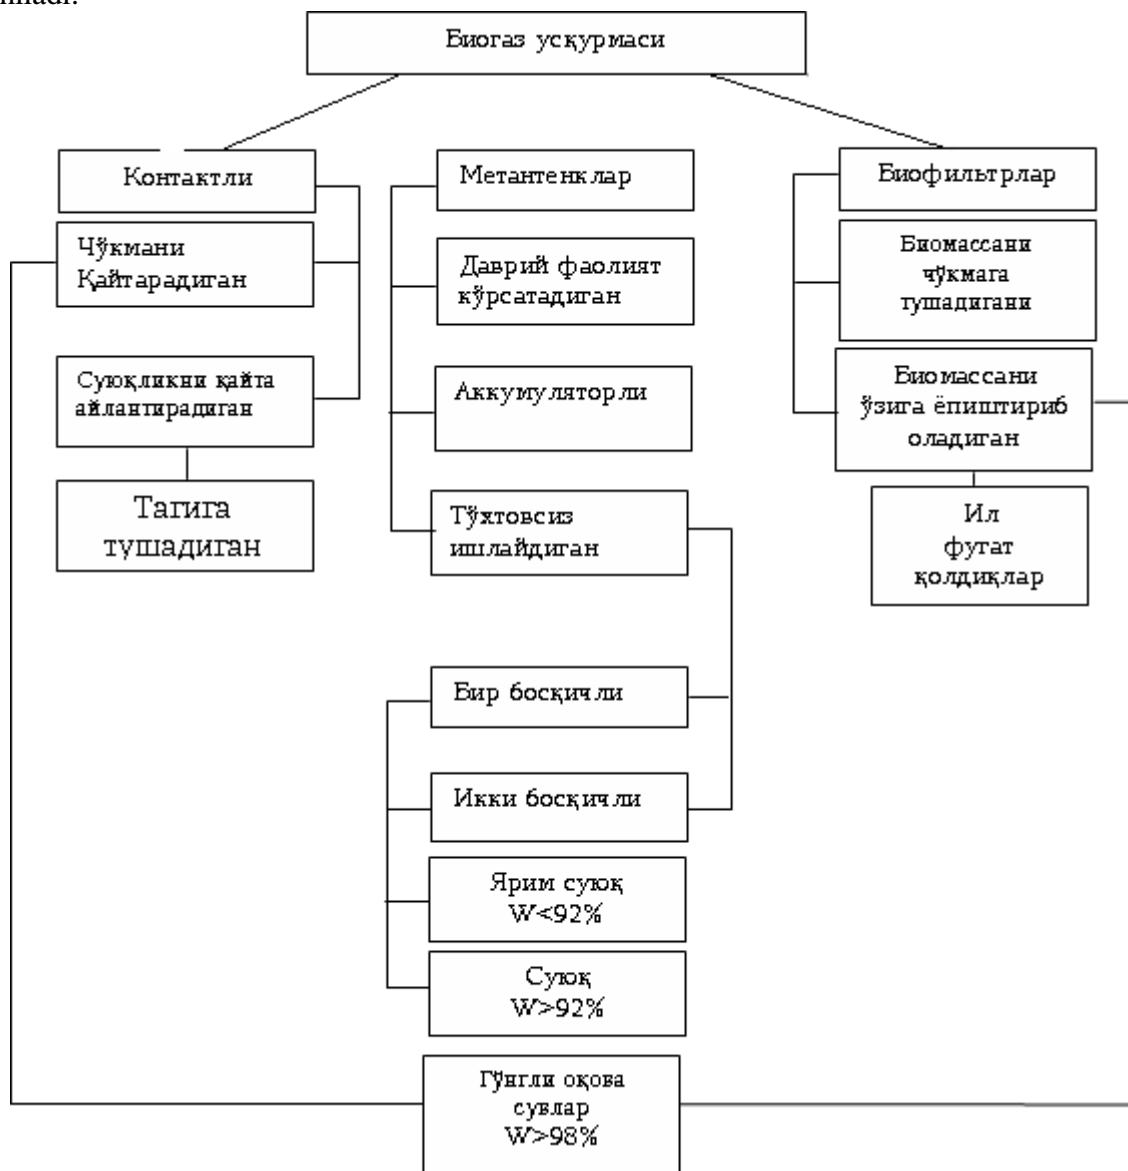 Биогаз усқурмаси
Контактли
Чўкмани
Қайтарадиган
Суюқликни қайта
айлантирадиган
Тагига
тушадиган
Метантенклар
Даврий фаолият
кўрсатадиган
Аккумуляторли
Тўхтовсиз
ишлайдиган
Бир босқичли
Икки босқичли
Ярим суюқ
W<92%
Суюқ
W>92%
Гўнгли оқова
сувлар
W>98%
Биофильтрлар
Биомассани
чўкмага
тушадигани
Биомассани
ўзига ёпиштириб
оладиган
Ил
фугат
қолдиқлар